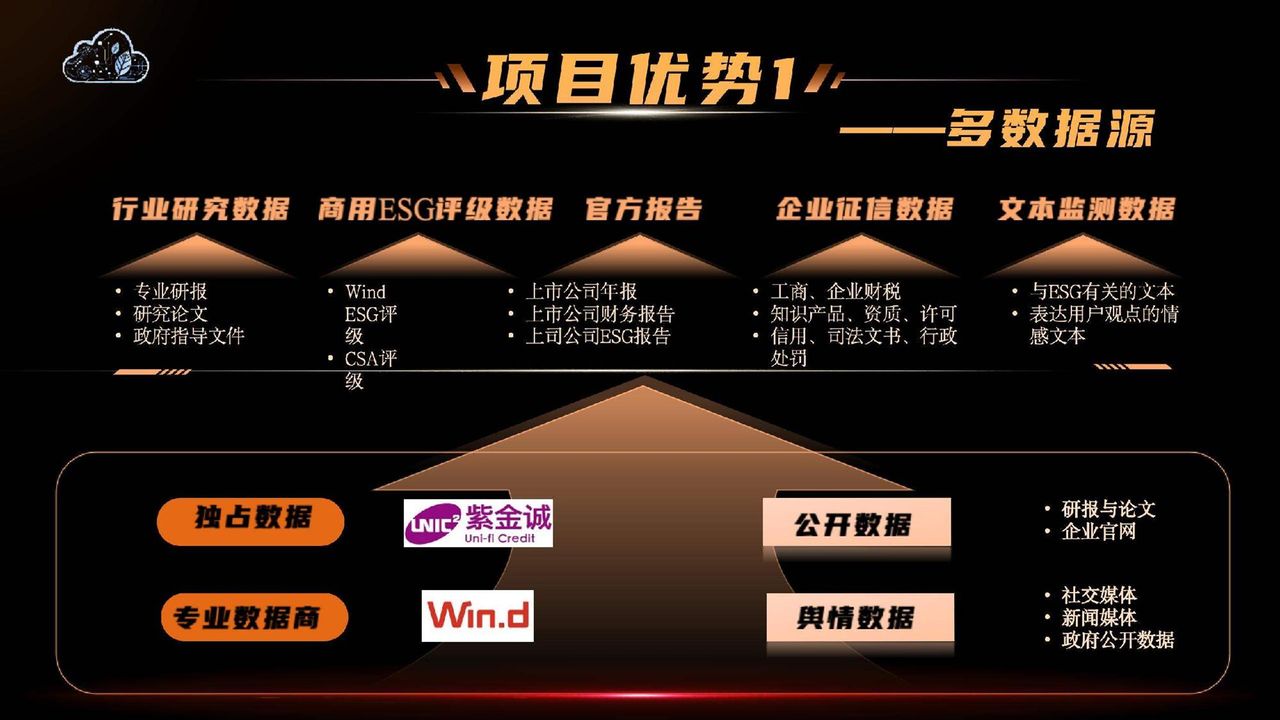 项目优势1
——多数据源
行业研究数据
商用ESG评级数据
官方报告
企业征信数据
文本监测数据
• 专业研报
• 研究论文
• 政府指导文件
• Wind
ESG评
级
• CSA评
级
• 上市公司年报
• 上市公司财务报告
• 上司公司ESG报告
• 工商、企业财税
• 知识产品、资质、许可
• 信用、司法文书、行政
处罚
• 与ESG有关的文本
• 表达用户观点的情
感文本
独占数据
UNIC² 紫金诚
Uni-fi Credit
公开数据
• 研报与论文
• 企业官网
专业数据商
Win.d
舆情数据
• 社交媒体
• 新闻媒体
• 政府公开数据